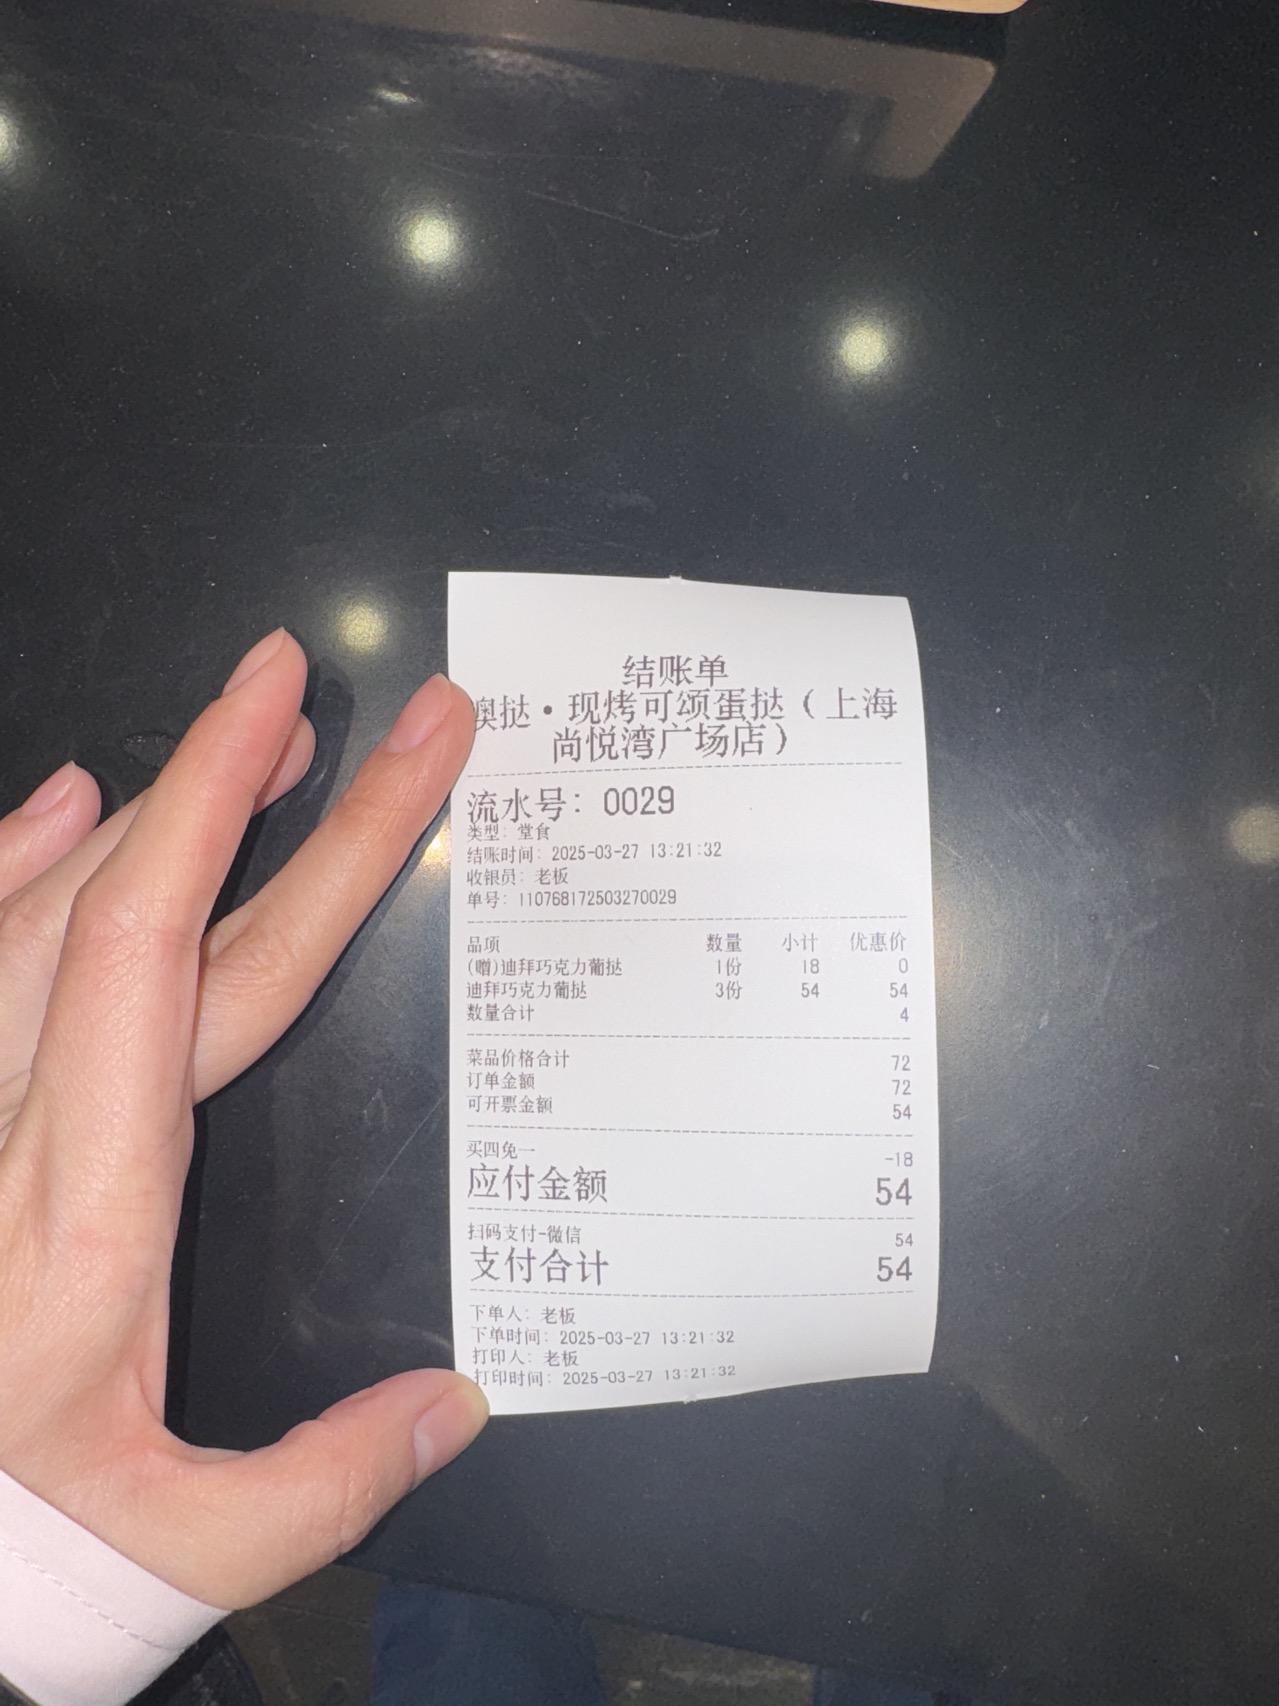 结账单
澳挞·现烤可颂蛋挞（上海
尚悦湾广场店）
流水号：0029
类型：堂食
结账时间：2025-03-27 13:21:32
收银员：老板
单号：110768172503270029
品项 数量 小计 优惠价
(赠)迪拜巧克力葡挞 1份 18 0
迪拜巧克力葡挞 3份 54 54
数量合计 4
菜品价格合计 72
订单金额 72
可开票金额 54
买四免一 -18
应付金额 54
扫码支付-微信 54
支付合计 54
下单人：老板
下单时间：2025-03-27 13:21:32
打印人：老板
打印时间：2025-03-27 13:21:32